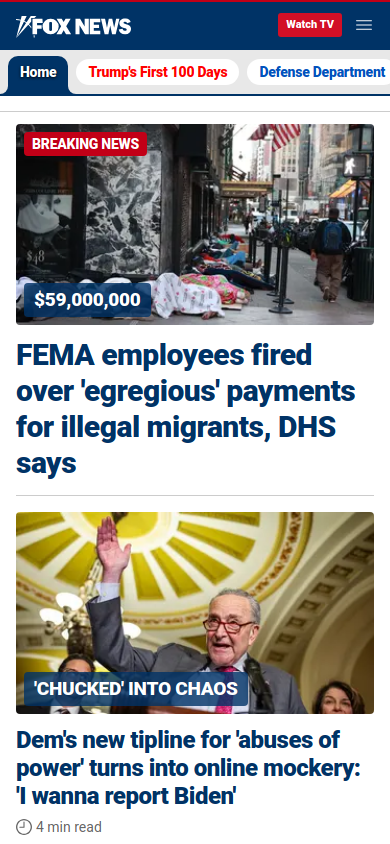 FOX NEWS
Watch TV
Home
Trump's First 100 Days
Defense Department
BREAKING NEWS
$48
$59,000,000
FEMA employees fired
over 'egregious' payments
for illegal migrants, DHS
says
'CHUCKED' INTO CHAOS
Dem's new tipline for 'abuses of
power' turns into online mockery:
'I wanna report Biden'
4 min read